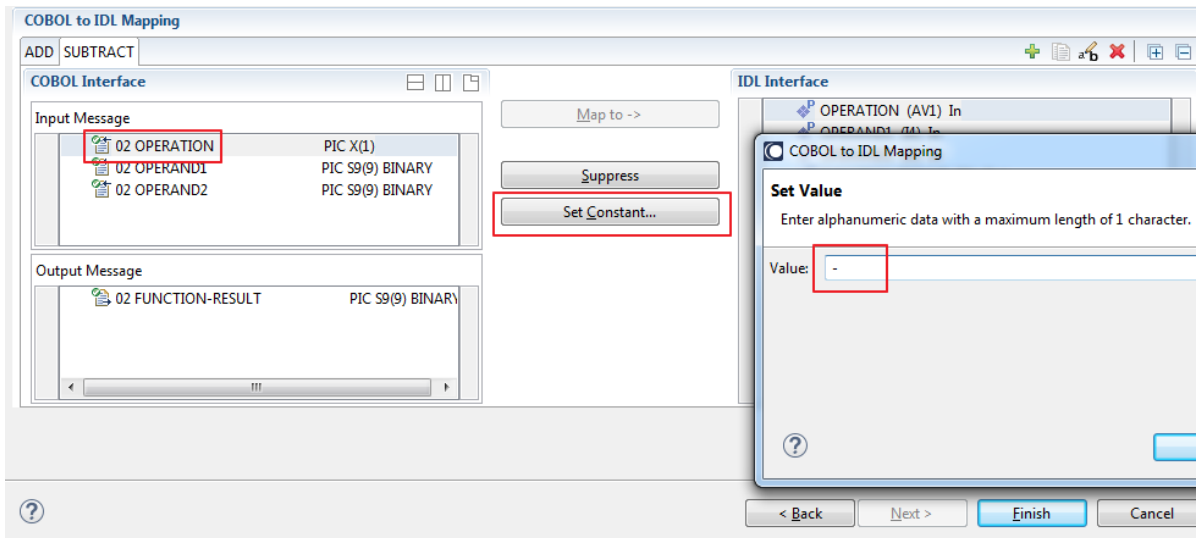 COBOL to IDL Mapping
ADD SUBTRACT
COBOL Interface
Input Message
02 OPERATION PIC X(1)
02 OPERAND1 PIC S9(9) BINARY
02 OPERAND2 PIC S9(9) BINARY
Output Message
02 FUNCTION-RESULT PIC S9(9) BINARY
Map to ->
Suppress
Set Constant...
IDL Interface
OPERATION (AV1) In
OPERAND1 (I4) In
COBOL to IDL Mapping
Set Value
Enter alphanumeric data with a maximum length of 1 character.
Value: -
< Back Next > Finish Cancel